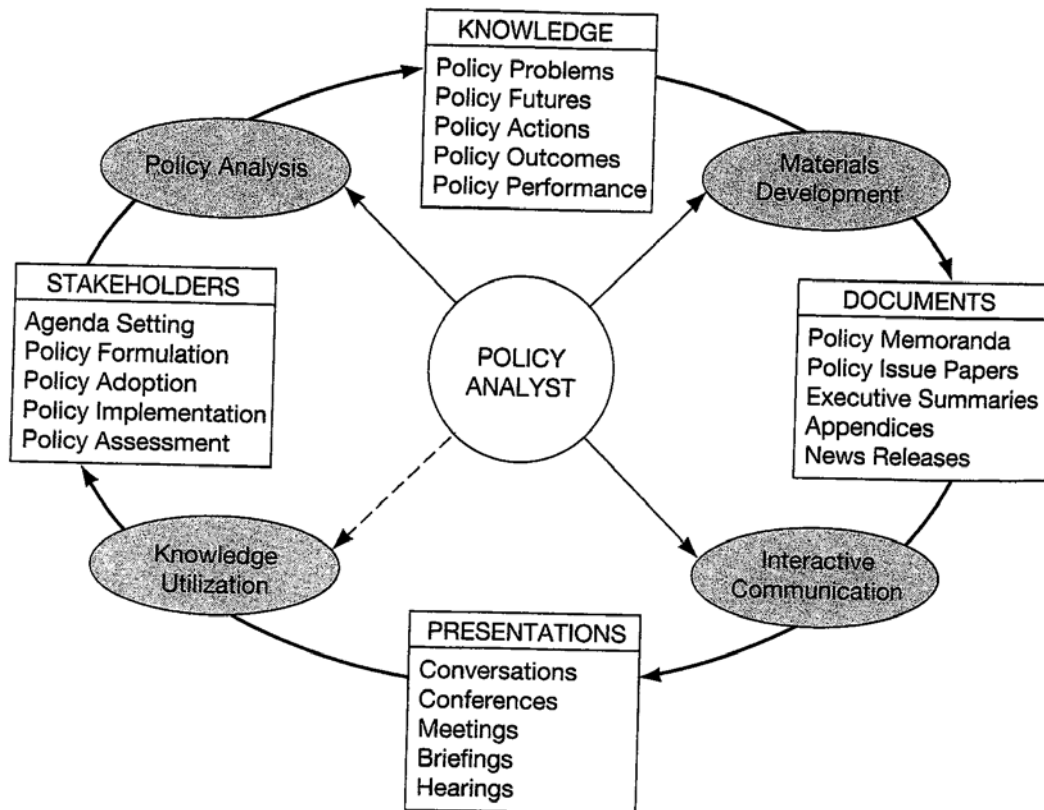 KNOWLEDGE
Policy Problems
Policy Futures
Policy Actions
Policy Outcomes
Policy Performance
Policy Analysis
Materials
Development
STAKEHOLDERS
Agenda Setting
Policy Formulation
Policy Adoption
Policy Implementation
Policy Assessment
POLICY
ANALYST
DOCUMENTS
Policy Memoranda
Policy Issue Papers
Executive Summaries
Appendices
News Releases
Knowledge
Utilization
Interactive
Communication
PRESENTATIONS
Conversations
Conferences
Meetings
Briefings
Hearings